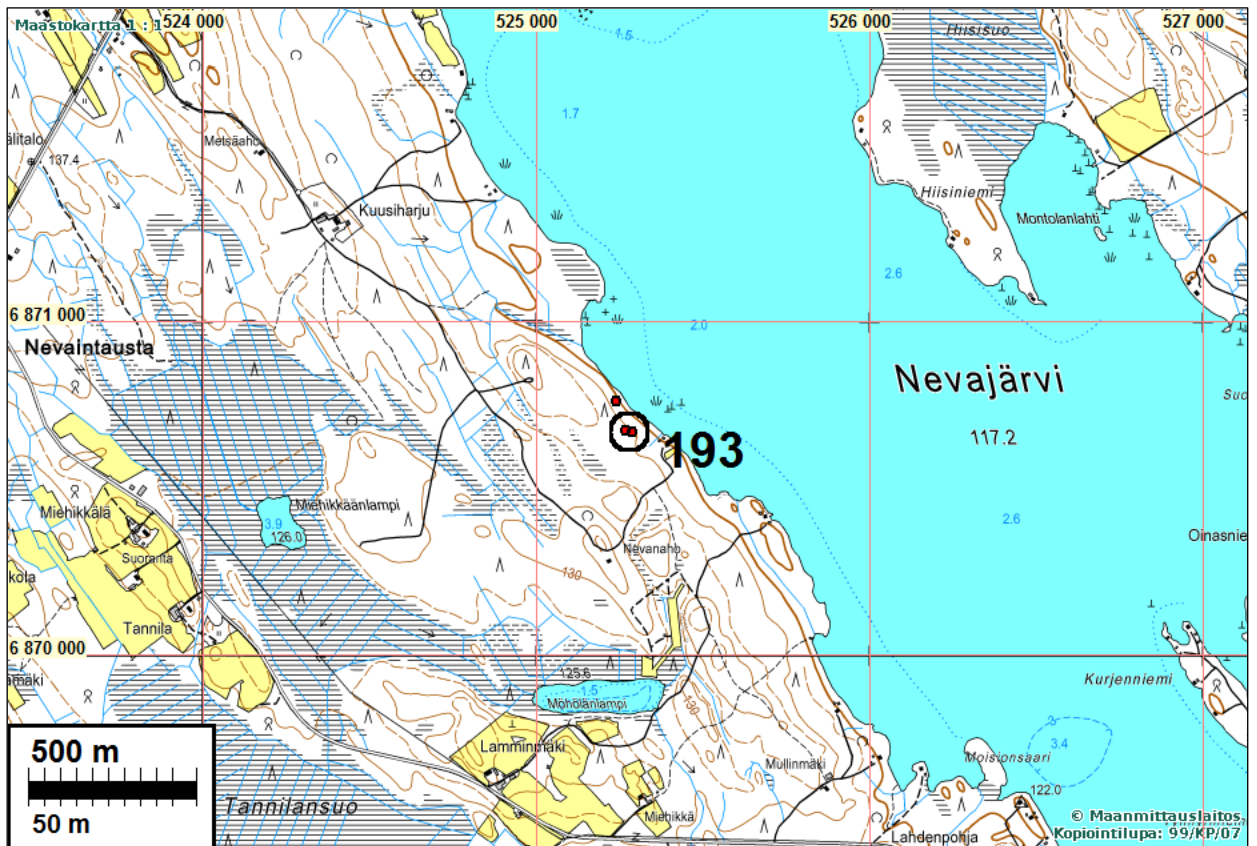 Maastokartta 1 : 1
524 000
525 000
526 000
527 000
Hiisisuo
1.5
1.7
älitalo
137.4
Metsäaho
Kuusiharju
Hiisiniemi
Montolanlahti
2.6
2.0
6 871 000
Nevaintausta
Nevajärvi
117.2
Suo
193
Miehikkälä
3.9
126.0
Miehikkäänlampi
2.6
Oinasnie
Suoranta
Nevanaho
130
kola
Tannila
6 870 000
125.6
1.5
Moholanlampi
130
Kurjenniemi
ämäki
3
3.4
500 m
50 m
Lamminmäki
Mullinmäki
Moisionsaari
122.0
Tannilansuo
Miehikkä
Lahdenpohja
© Maanmittauslaitos,
Kopiointilupa: 99/KP/07